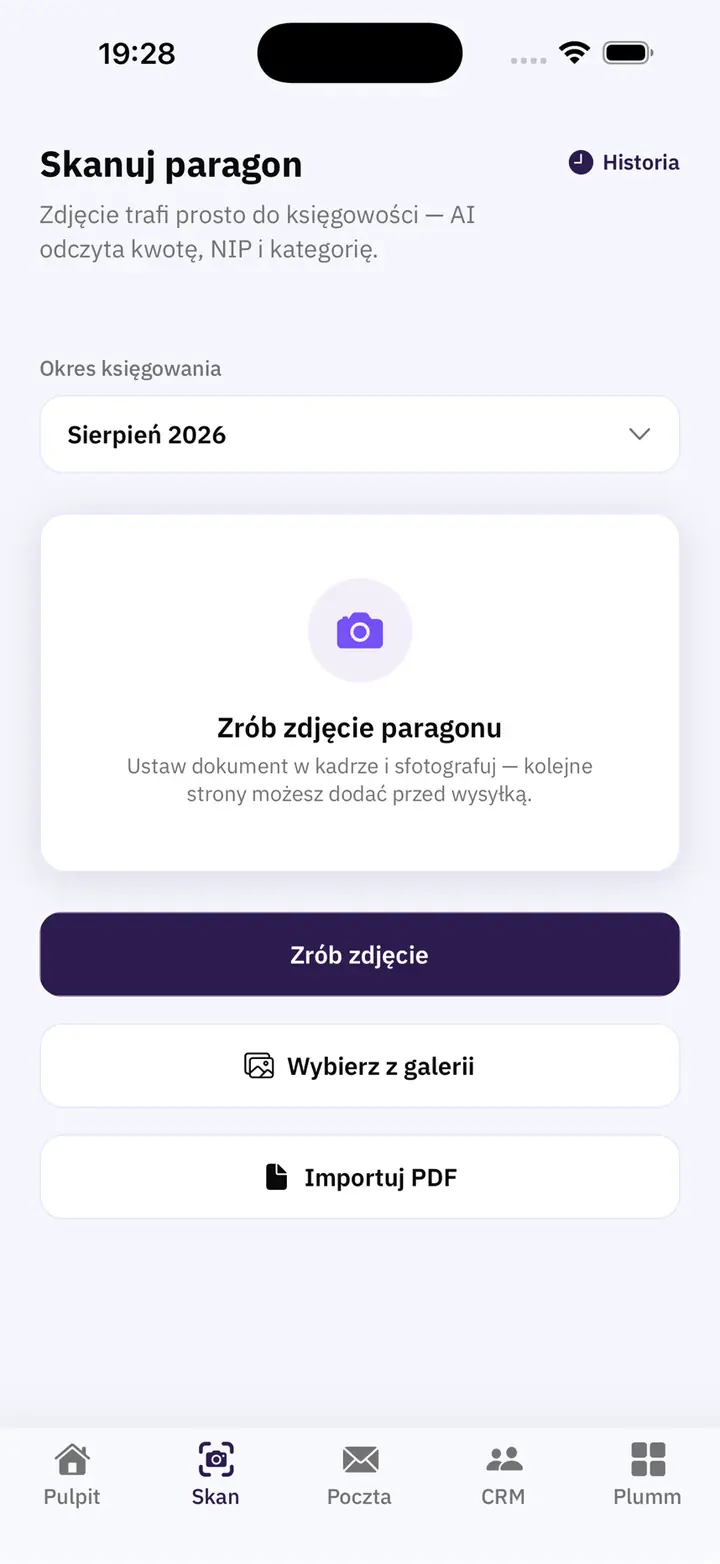 19:28
Skanuj paragon
Historia
Zdjęcie trafi prosto do księgowości — AI
odczyta kwotę, NIP i kategorię.
Okres księgowania
Sierpień 2026
Zrób zdjęcie paragonu
Ustaw dokument w kadrze i sfotografuj — kolejne
strony możesz dodać przed wysyłką.
Zrób zdjęcie
Wybierz z galerii
Importuj PDF
Pulpit
Skan
Poczta
CRM
Plumm